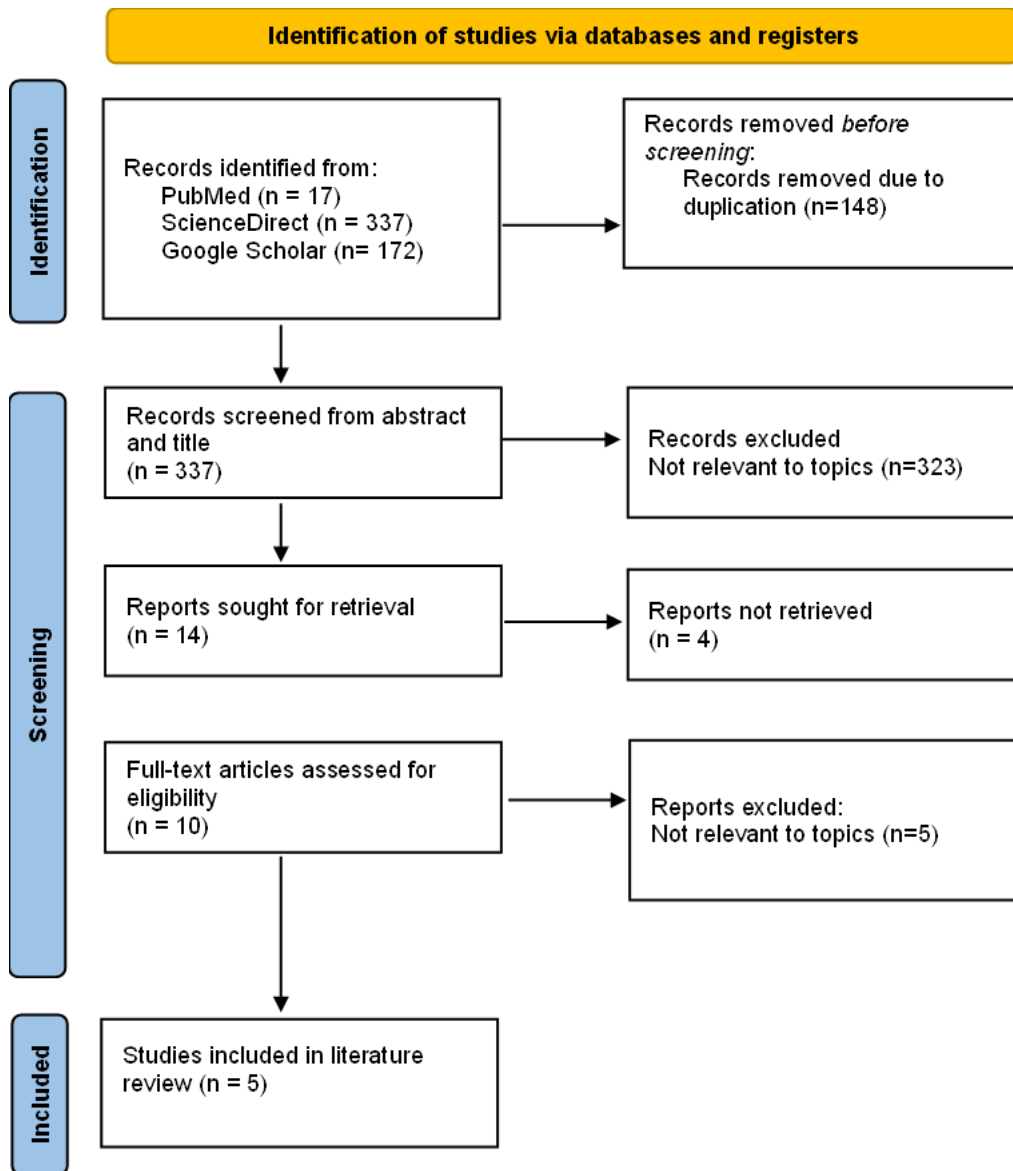 Identification of studies via databases and registers
Identification
Records identified from:
PubMed (n = 17)
ScienceDirect (n = 337)
Google Scholar (n= 172)
Records removed before
screening:
Records removed due to
duplication (n=148)
Screening
Records screened from abstract
and title
(n = 337)
Records excluded
Not relevant to topics (n=323)
Reports sought for retrieval
(n = 14)
Reports not retrieved
(n = 4)
Full-text articles assessed for
eligibility
(n = 10)
Reports excluded:
Not relevant to topics (n=5)
Included
Studies included in literature
review (n = 5)